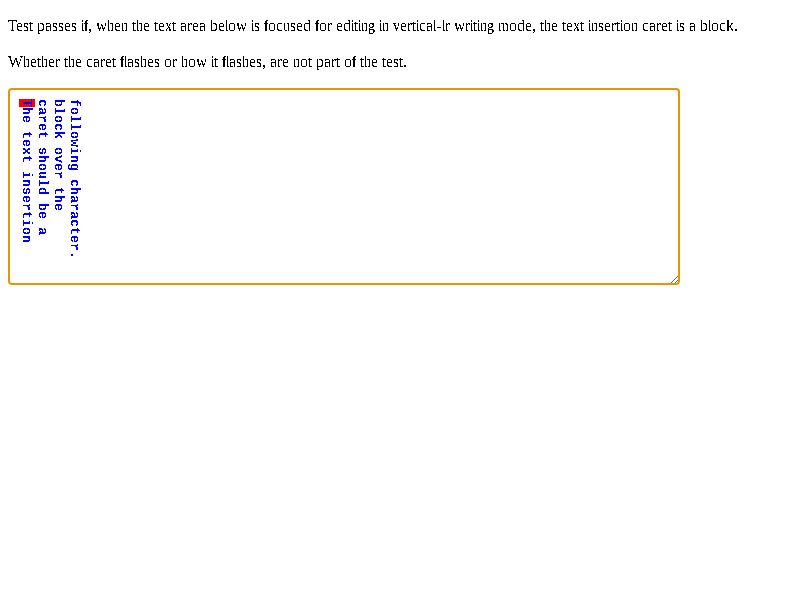 Test passes if, when the text area below is focused for editing in vertical-lr writing mode, the text insertion caret is a block.
Whether the caret flashes or how it flashes, are not part of the test.
The text insertion
caret should be a
block over the
following character.